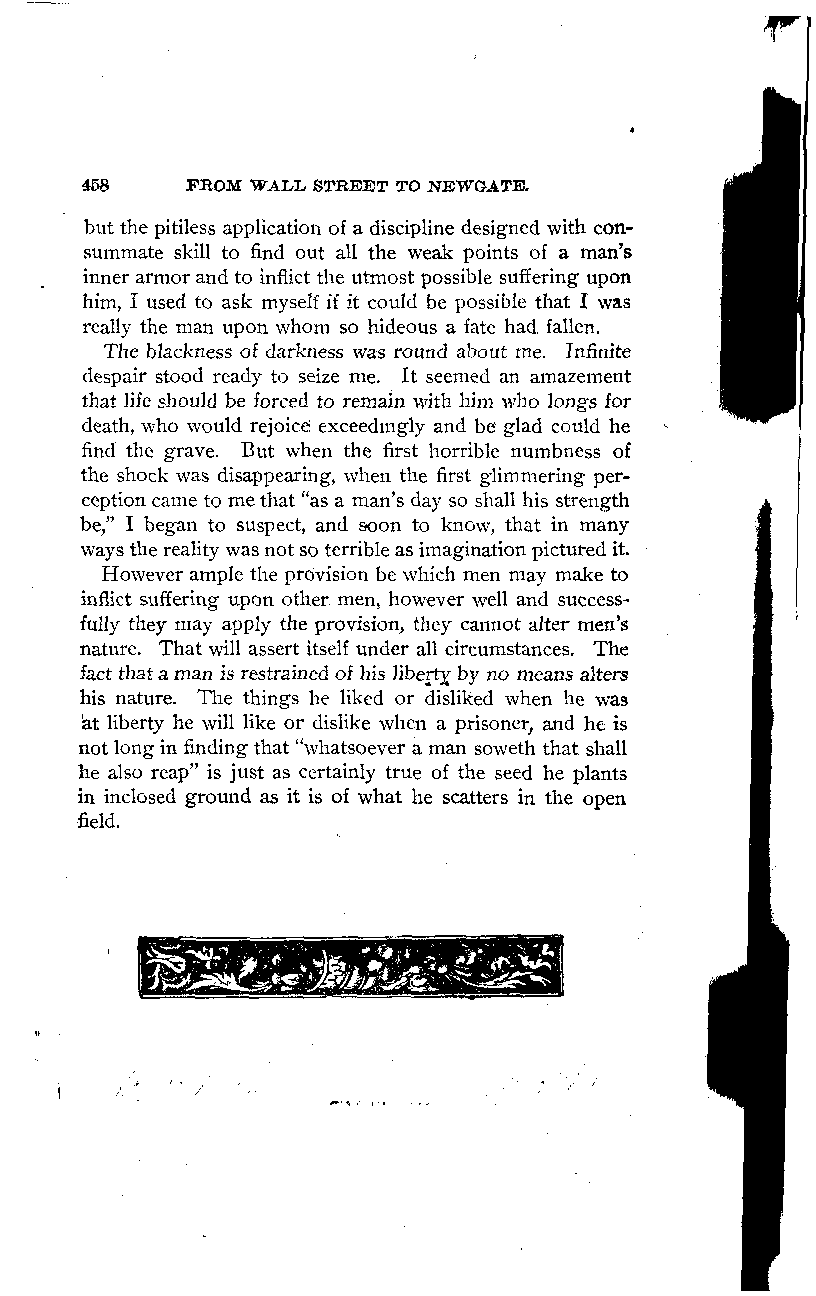 458 FROM WALL STREET TO NEWGATE.
but the pitiless application of a discipline designed with con-
summate skill to find out all the weak points of a man's
inner armor and to inflict the utmost possible suffering upon
him, I used to ask myself if it could be possible that I was
really the man upon whom so hideous a fate had fallen.
The blackness of darkness was round about me. Infinite
despair stood ready to seize me. It seemed an amazement
that life should be forced to remain with him who longs for
death, who would rejoice exceedingly and be glad could he
find the grave. But when the first horrible numbness of
the shock was disappearing, when the first glimmering per-
ception came to me that "as a man's day so shall his strength
be," I began to suspect, and soon to know, that in many
ways the reality was not so terrible as imagination pictured it.
However ample the provision be which men may make to
inflict suffering upon other men, however well and success-
fully they may apply the provision, they cannot alter men's
nature. That will assert itself under all circumstances. The
fact that a man is restrained of his liberty by no means alters
his nature. The things he liked or disliked when he was
at liberty he will like or dislike when a prisoner, and he is
not long in finding that "whatsoever a man soweth that shall
he also reap" is just as certainly true of the seed he plants
in inclosed ground as it is of what he scatters in the open
field.